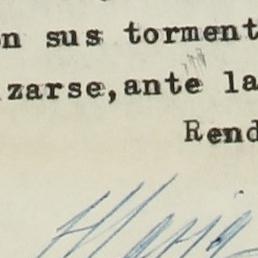 n sus torment
zarse,ante la
Rend